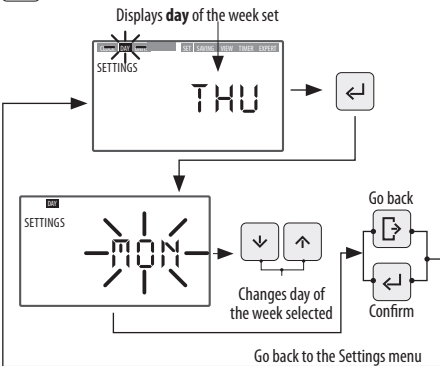 Displays day of the week set
DAY
SET SAVING VIEW TIMER EXPERT
SETTINGS
THU
DAY
SETTINGS
MON
Go back
Changes day of
the week selected
Confirm
Go back to the Settings menu